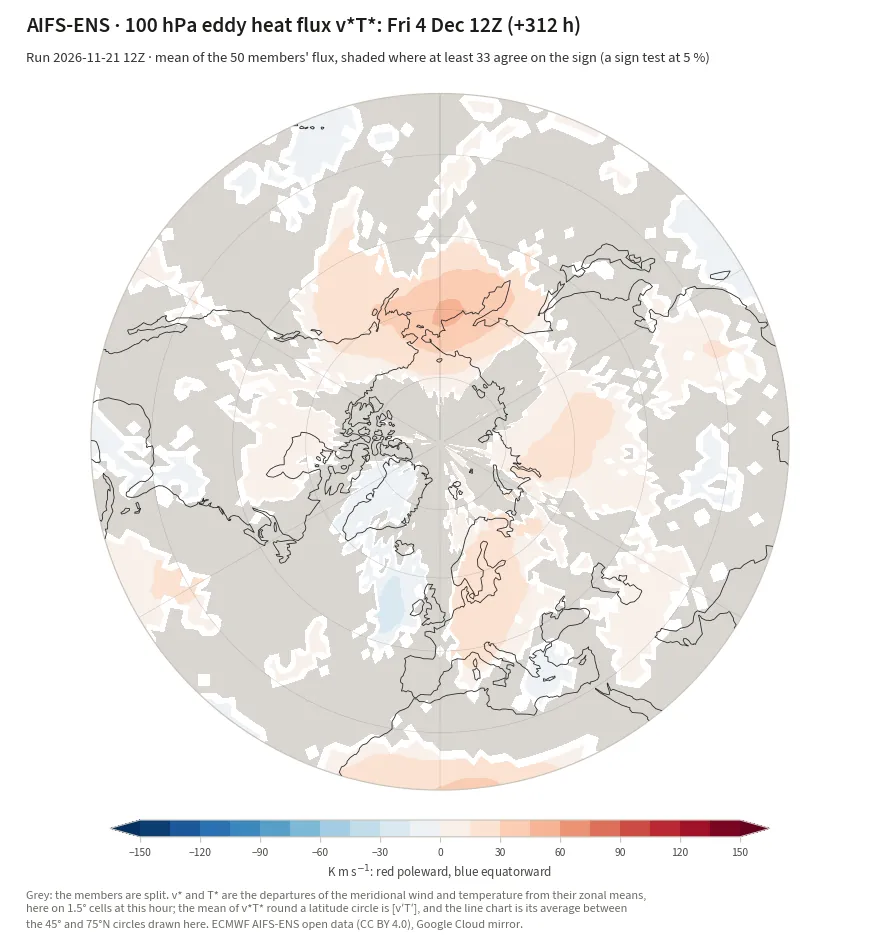 AIFS-ENS · 100 hPa eddy heat flux v*T*: Fri 4 Dec 12Z (+312 h)
Run 2026-11-21 12Z · mean of the 50 members' flux, shaded where at least 33 agree on the sign (a sign test at 5 %)
−150 −120 −90 −60 −30 0 30 60 90 120 150
K m s⁻¹: red poleward, blue equatorward
Grey: the members are split. v* and T* are the departures of the meridional wind and temperature from their zonal means,
here on 1.5° cells at this hour; the mean of v*T* round a latitude circle is [v'T'], and the line chart is its average between
the 45° and 75°N circles drawn here. ECMWF AIFS-ENS open data (CC BY 4.0), Google Cloud mirror.